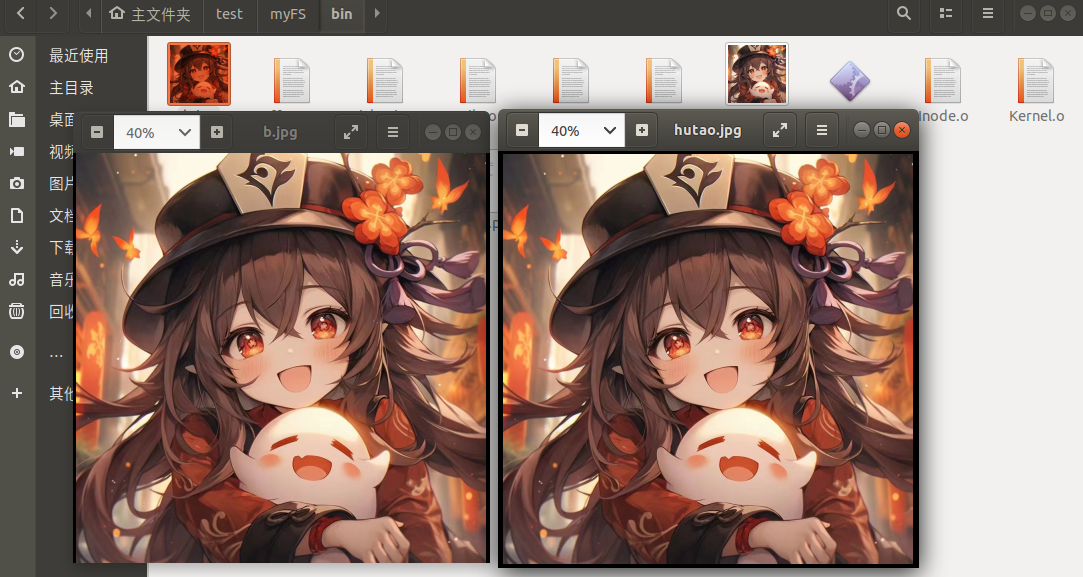 主文件夹 test myFS bin
最近使用
主目录
桌面
视频
图片
文档
下载
音乐
回收
...
其他
Inode.o
Kernel.o
40%
b.jpg
40%
hutao.jpg